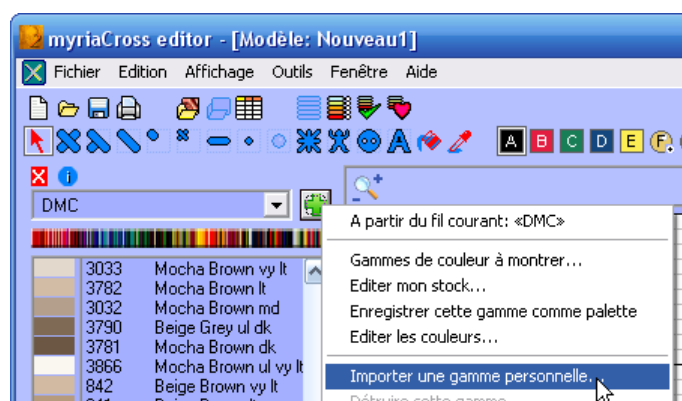 myriaCross editor - [Modèle: Nouveau1]
Fichier Edition Affichage Outils Fenêtre Aide
A B C D E F
DMC
A partir du fil courant: «DMC»
Gammes de couleur à montrer...
Editer mon stock...
Enregistrer cette gamme comme palette
Editer les couleurs...
Importer une gamme personnelle...
Détruire cette gamme
3033 Mocha Brown vy lt
3782 Mocha Brown lt
3032 Mocha Brown md
3790 Beige Grey ul dk
3781 Mocha Brown dk
3866 Mocha Brown ul vy lt
842 Beige Brown vy lt